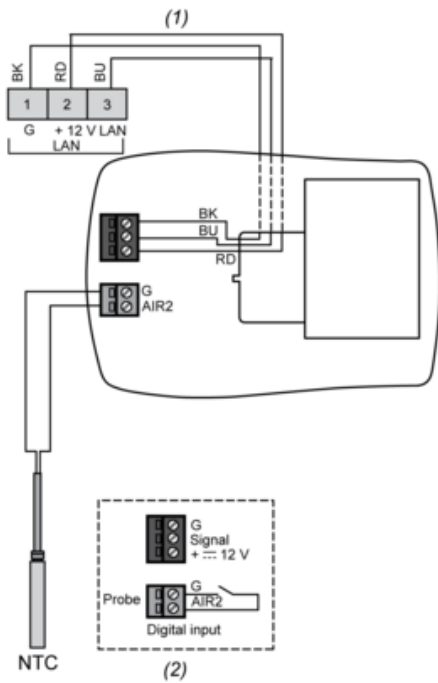 (1)
BK RD BU
1 2 3
G + 12 V LAN
LAN
BK
BU
RD
G
AIR2
G
Signal
+ ⎓ 12 V
Probe
G
AIR2
Digital input
NTC
(2)